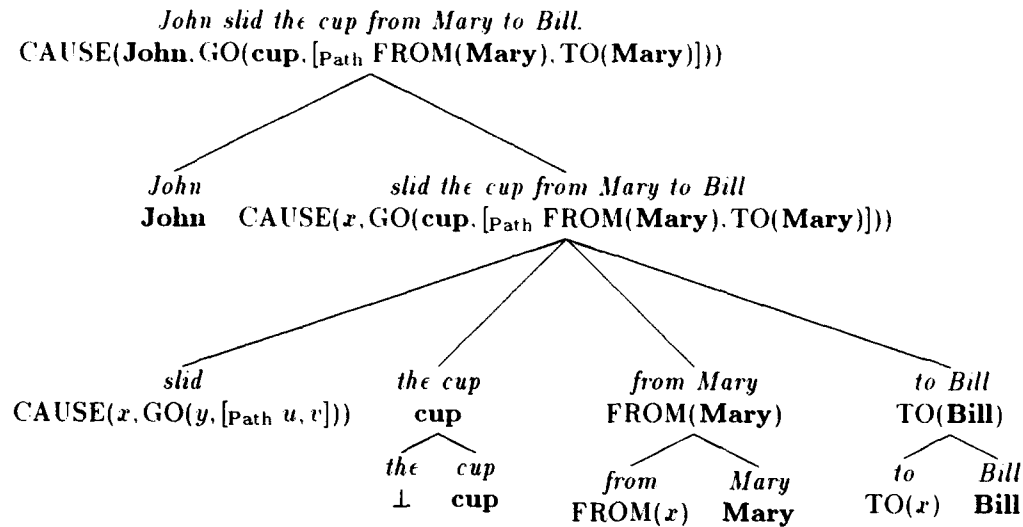 John slid the cup from Mary to Bill.
CAUSE(John,GO(cup,[Path FROM(Mary),TO(Mary)]))
John slid the cup from Mary to Bill
John CAUSE(x,GO(cup,[Path FROM(Mary),TO(Mary)]))
slid the cup from Mary to Bill
CAUSE(x,GO(y,[Path u,v])) cup FROM(Mary) TO(Bill)
the cup from Mary to Bill
⊥ cup FROM(x) Mary TO(x) Bill